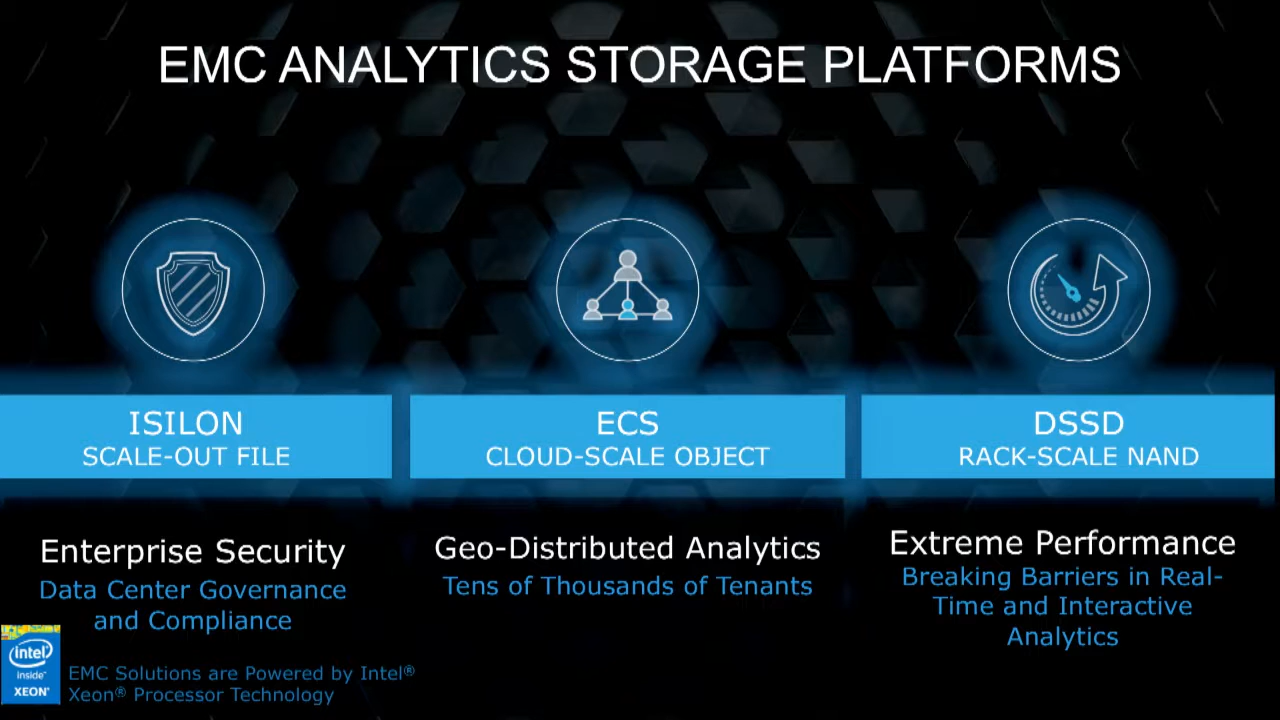 EMC ANALYTICS STORAGE PLATFORMS
ISILON
SCALE-OUT FILE
ECS
CLOUD-SCALE OBJECT
DSSD
RACK-SCALE NAND
Enterprise Security
Data Center Governance
and Compliance
Geo-Distributed Analytics
Tens of Thousands of Tenants
Extreme Performance
Breaking Barriers in Real-
Time and Interactive
Analytics
intel
inside™
XEON®
EMC Solutions are Powered by Intel®
Xeon® Processor Technology